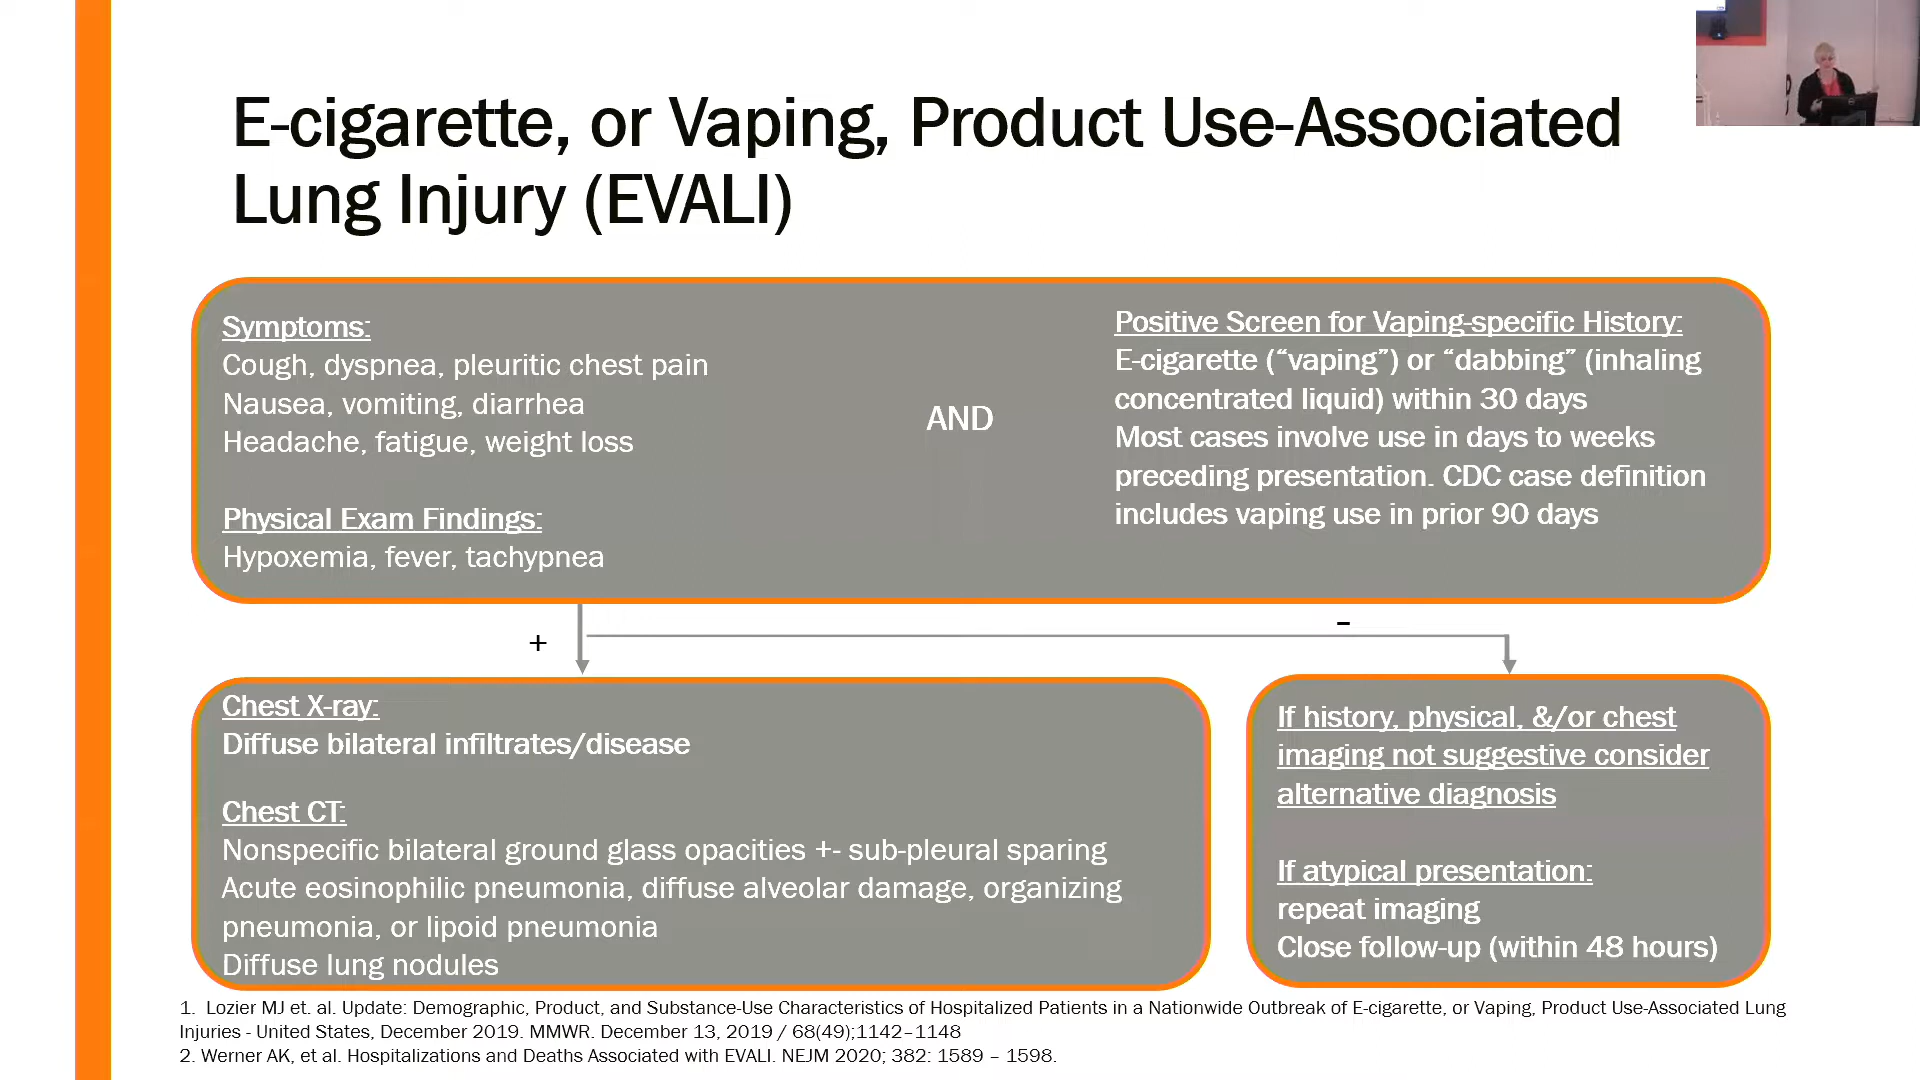 E-cigarette, or Vaping, Product Use-Associated
Lung Injury (EVALI)
Symptoms:
Cough, dyspnea, pleuritic chest pain
Nausea, vomiting, diarrhea
Headache, fatigue, weight loss
Physical Exam Findings:
Hypoxemia, fever, tachypnea
AND
Positive Screen for Vaping-specific History:
E-cigarette (“vaping”) or “dabbing” (inhaling
concentrated liquid) within 30 days
Most cases involve use in days to weeks
preceding presentation. CDC case definition
includes vaping use in prior 90 days
+
–
Chest X-ray:
Diffuse bilateral infiltrates/disease
Chest CT:
Nonspecific bilateral ground glass opacities +- sub-pleural sparing
Acute eosinophilic pneumonia, diffuse alveolar damage, organizing
pneumonia, or lipoid pneumonia
Diffuse lung nodules
If history, physical, &/or chest
imaging not suggestive consider
alternative diagnosis
If atypical presentation:
repeat imaging
Close follow-up (within 48 hours)
1. Lozier MJ et. al. Update: Demographic, Product, and Substance-Use Characteristics of Hospitalized Patients in a Nationwide Outbreak of E-cigarette, or Vaping, Product Use-Associated Lung
Injuries - United States, December 2019. MMWR. December 13, 2019 / 68(49);1142–1148
2. Werner AK, et al. Hospitalizations and Deaths Associated with EVALI. NEJM 2020; 382: 1589 – 1598.